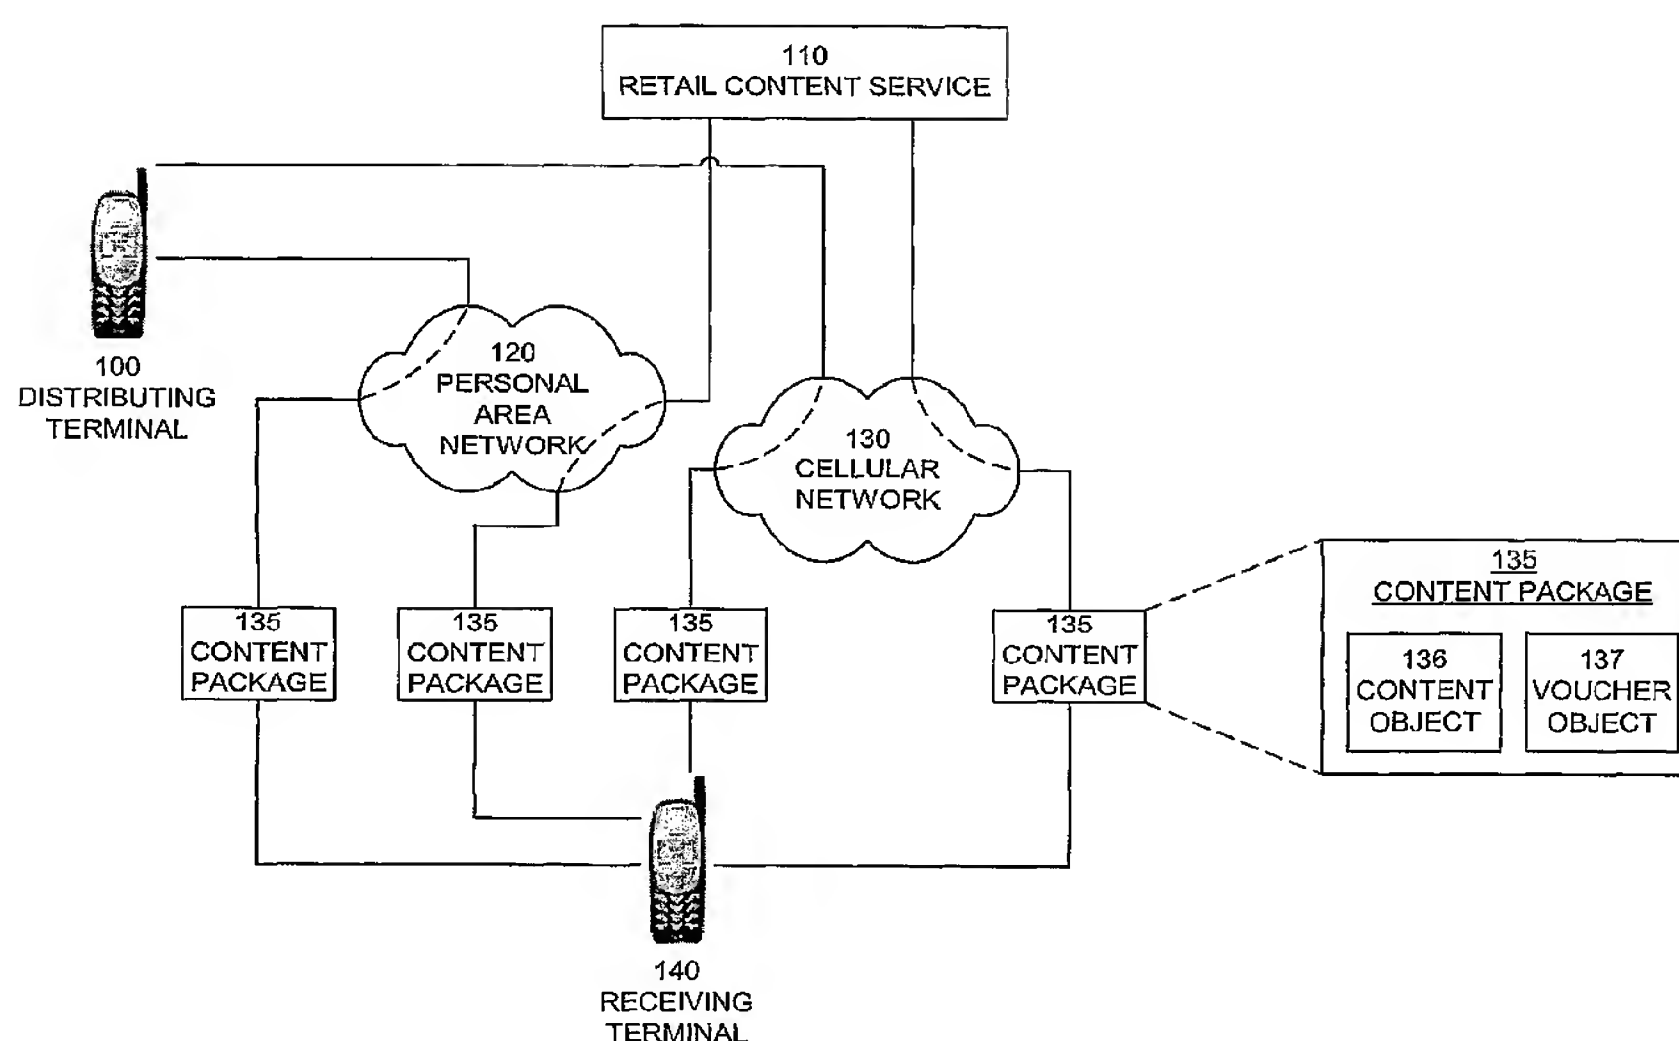 110
RETAIL CONTENT SERVICE
100
DISTRIBUTING
TERMINAL
120
PERSONAL
AREA
NETWORK
130
CELLULAR
NETWORK
135
CONTENT
PACKAGE
135
CONTENT
PACKAGE
135
CONTENT
PACKAGE
135
CONTENT
PACKAGE
135
CONTENT PACKAGE
136
CONTENT
OBJECT
137
VOUCHER
OBJECT
140
RECEIVING
TERMINAL